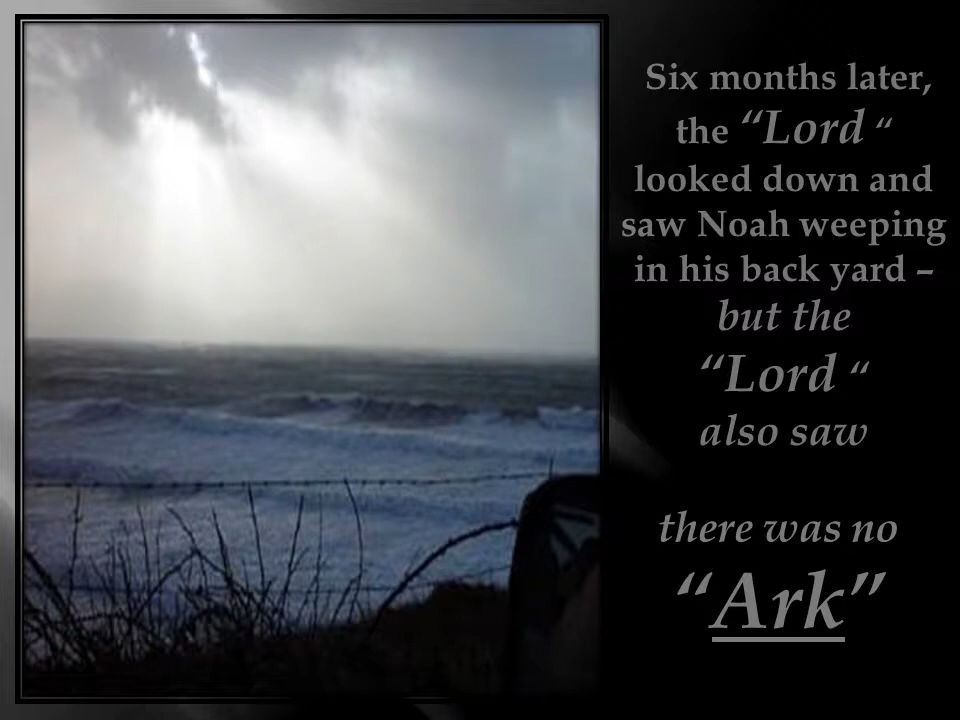 Six months later,
the “Lord “
looked down and
saw Noah weeping
in his back yard –
but the
“Lord “
also saw
there was no
“Ark”